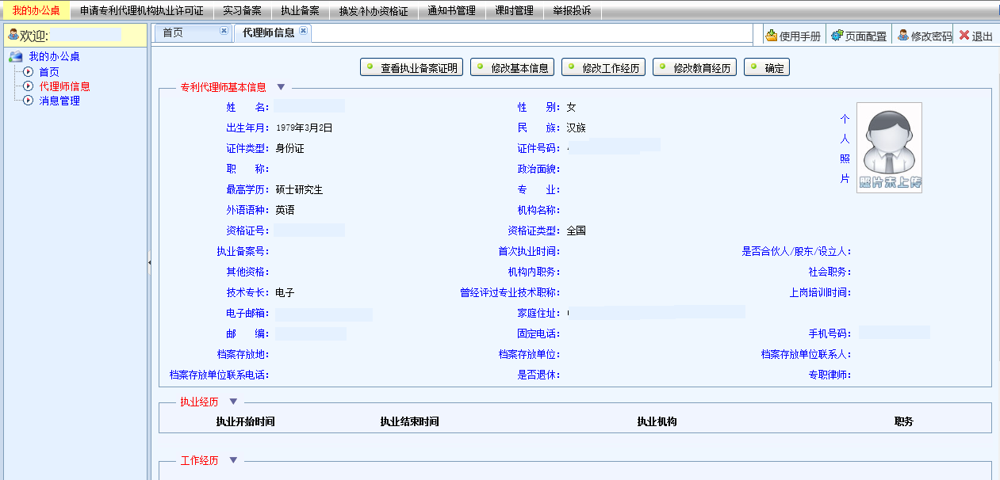 我的办公桌 申请专利代理机构执业许可证 实习备案 执业备案 换发/补办资格证 通知书管理 课时管理 举报投诉
欢迎:
首页 代理师信息
使用手册 页面配置 修改密码 退出
我的办公桌
首页
代理师信息
消息管理
查看执业备案证明 修改基本信息 修改工作经历 修改教育经历 确定
专利代理师基本信息
姓 名: 性 别: 女
出生年月: 1979年3月2日 民 族: 汉族
证件类型: 身份证 证件号码:
职 称: 政治面貌:
最高学历: 硕士研究生 专 业:
外语语种: 英语 机构名称:
资格证号: 资格证类型: 全国
个
人
照
片
照片未上传
执业备案号: 首次执业时间: 是否合伙人/股东/设立人:
其他资格: 机构内职务: 社会职务:
技术专长: 电子 曾经评过专业技术职称: 上岗培训时间:
电子邮箱: 家庭住址:
邮 编: 固定电话: 手机号码:
档案存放地: 档案存放单位: 档案存放单位联系人:
档案存放单位联系电话: 是否退休: 专职律师:
执业经历
执业开始时间 执业结束时间 执业机构 职务
工作经历